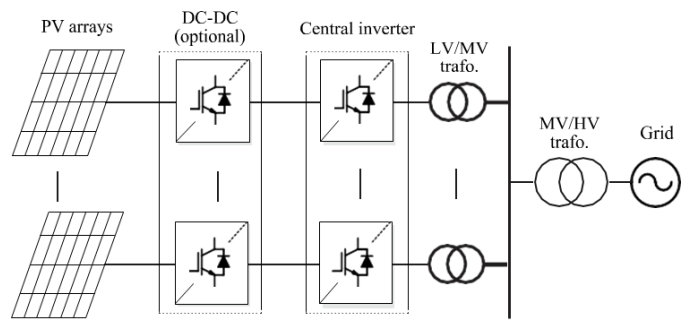 PV arrays
DC-DC
(optional)
Central inverter
LV/MV
trafo.
MV/HV
trafo.
Grid